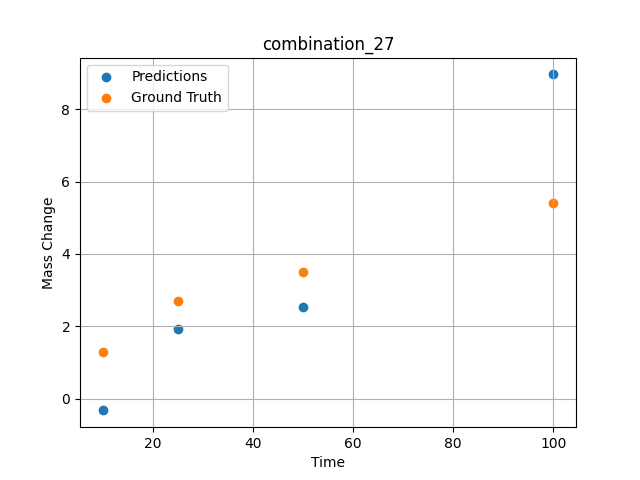 combination_27
Predictions
Ground Truth
8
6
4
2
0
Mass Change
20 40 60 80 100
Time